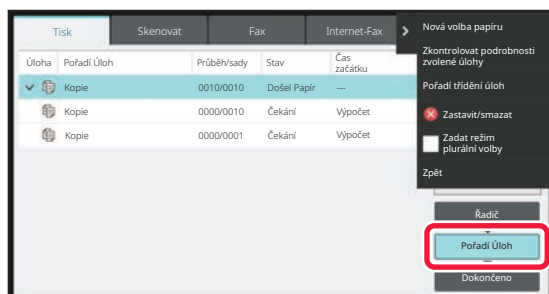 Tisk
Skenovat
Fax
Internet-Fax
Úloha Pořadí Úloh Průběh/sady Stav Čas začátku
Kopie 0010/0010 Došel Papír ---
Kopie 0000/0010 Čekání Výpočet
Kopie 0000/0001 Čekání Výpočet
Nová volba papíru
Zkontrolovat podrobnosti
zvolené úlohy
Pořadí třídění úloh
Zastavit/smazat
Zadat režim
plurální volby
Zpět
Řadič
Pořadí Úloh
Dokončeno